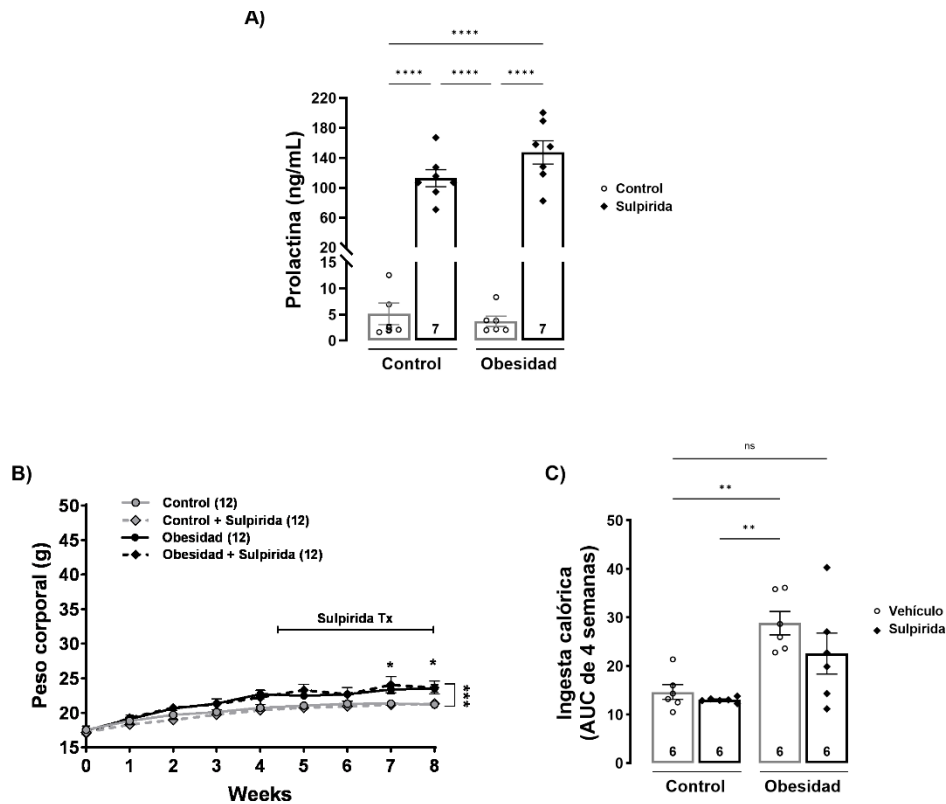 A)
****
**** **** ****
Prolactina (ng/mL)
220
180
140
100
60
20
15
10
5
0
7
7
Control
Obesidad
Control
Sulpirida
B)
Peso corporal (g)
50
45
40
35
30
25
20
15
Control (12)
Control + Sulpirida (12)
Obesidad (12)
Obesidad + Sulpirida (12)
Sulpirida Tx
* *
***
0 1 2 3 4 5 6 7 8
Weeks
C)
ns
**
**
Ingesta calórica
(AUC de 4 semanas)
50
40
30
20
10
0
6 6 6 6
Control
Obesidad
Vehículo
Sulpirida